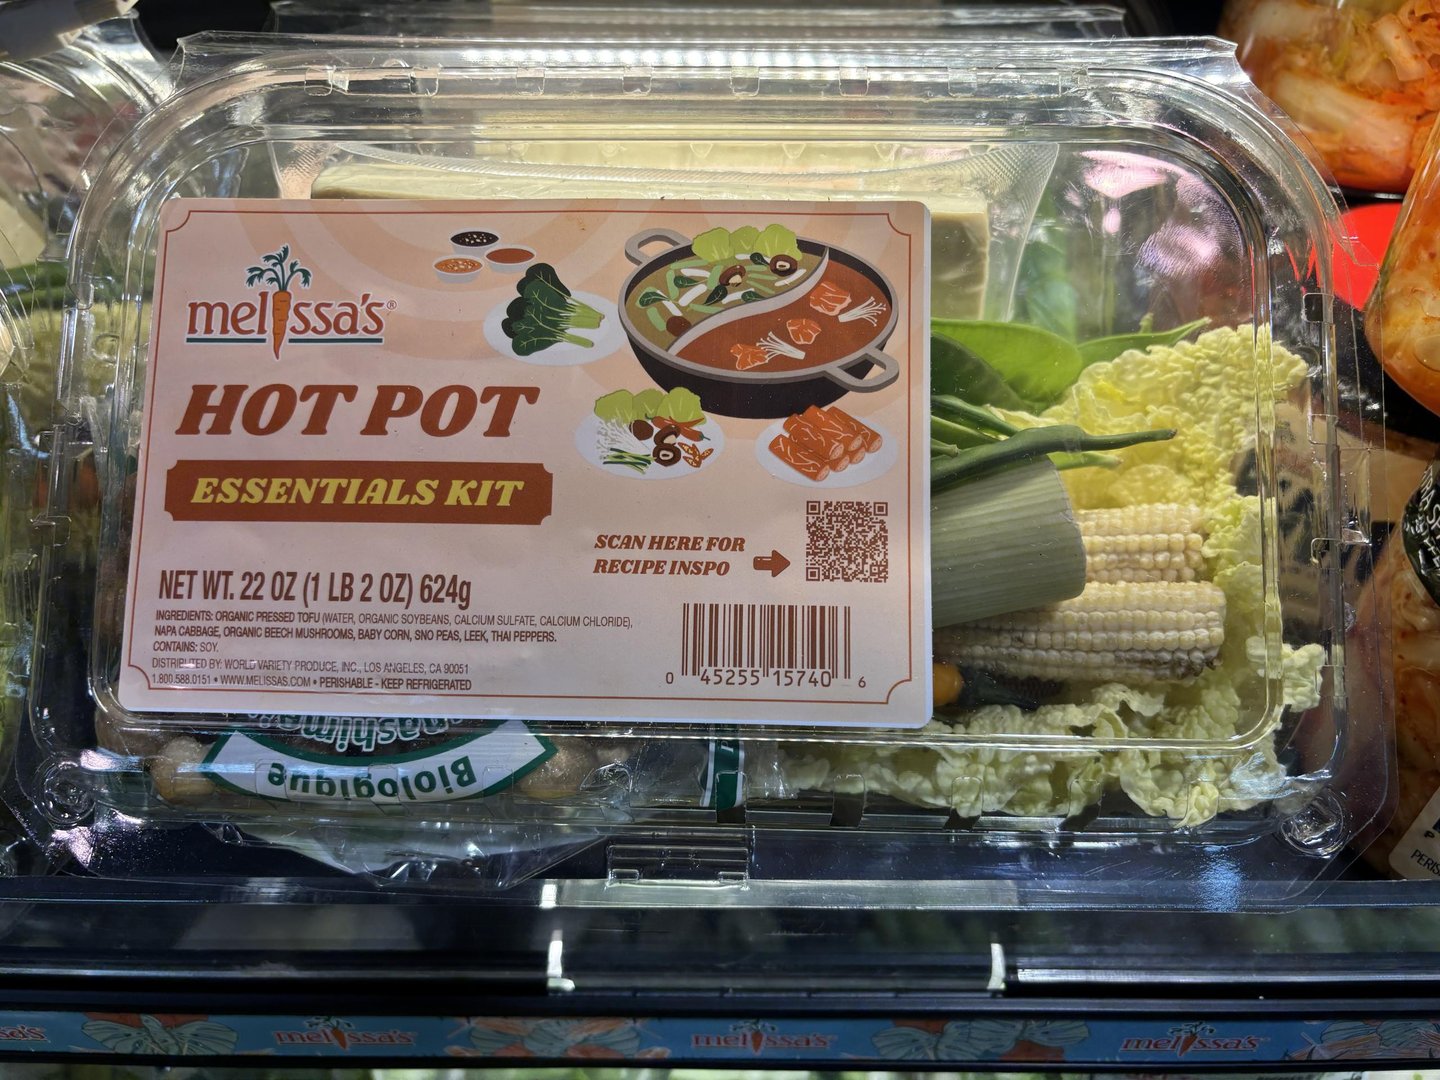 melissa's®
HOT POT
ESSENTIALS KIT
SCAN HERE FOR
RECIPE INSPO
NET WT. 22 OZ (1 LB 2 OZ) 624g
INGREDIENTS: ORGANIC PRESSED TOFU (WATER, ORGANIC SOYBEANS, CALCIUM SULFATE, CALCIUM CHLORIDE),
NAPA CABBAGE, ORGANIC BEECH MUSHROOMS, BABY CORN, SNO PEAS, LEEK, THAI PEPPERS.
CONTAINS: SOY.
DISTRIBUTED BY: WORLD VARIETY PRODUCE, INC., LOS ANGELES, CA 90051
1.800.588.0151 • WWW.MELISSAS.COM • PERISHABLE - KEEP REFRIGERATED
0 45255 15740 6
Biologique
melissa's
melissa's
melissa's